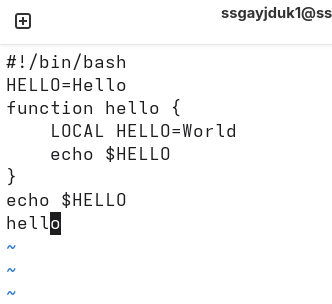 ssgayjduk1@ss
#!/bin/bash
HELLO=Hello
function hello {
    LOCAL HELLO=World
    echo $HELLO
}
echo $HELLO
hello
~
~
~